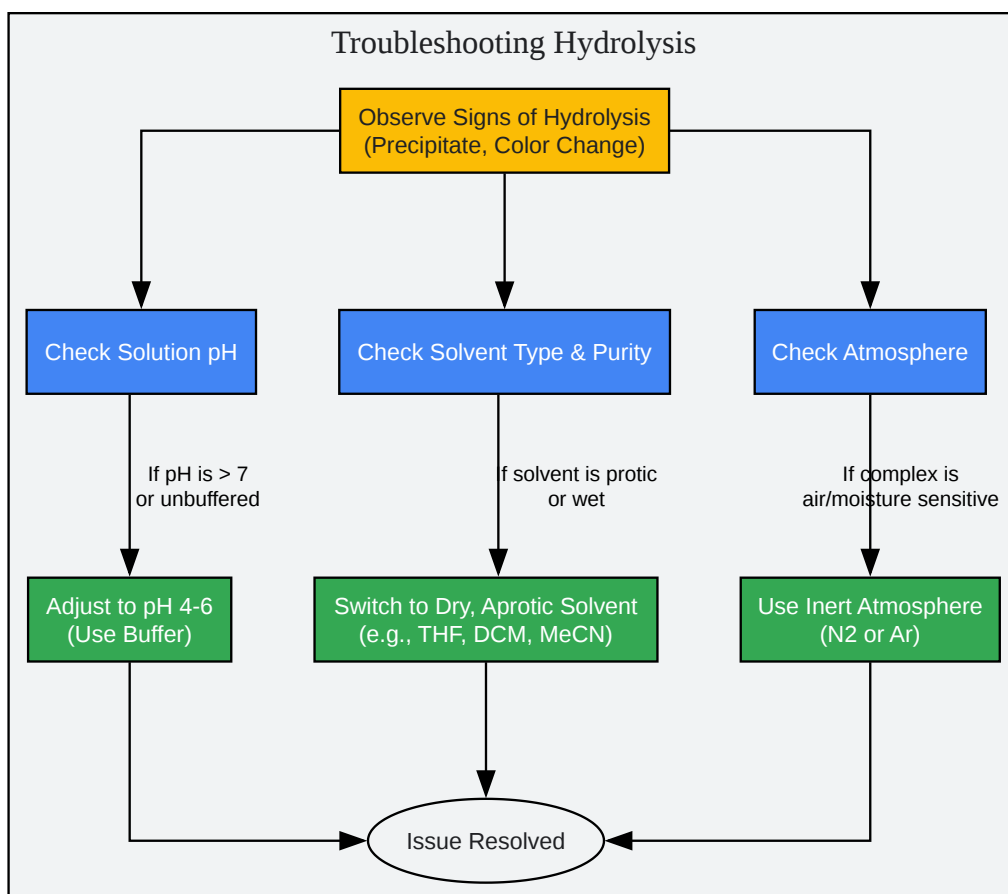 Troubleshooting Hydrolysis
Observe Signs of Hydrolysis
(Precipitate, Color Change)
Check Solution pH
Check Solvent Type & Purity
Check Atmosphere
If pH is > 7
or unbuffered
If solvent is protic
or wet
If complex is
air/moisture sensitive
Adjust to pH 4-6
(Use Buffer)
Switch to Dry, Aprotic Solvent
(e.g., THF, DCM, MeCN)
Use Inert Atmosphere
(N2 or Ar)
Issue Resolved